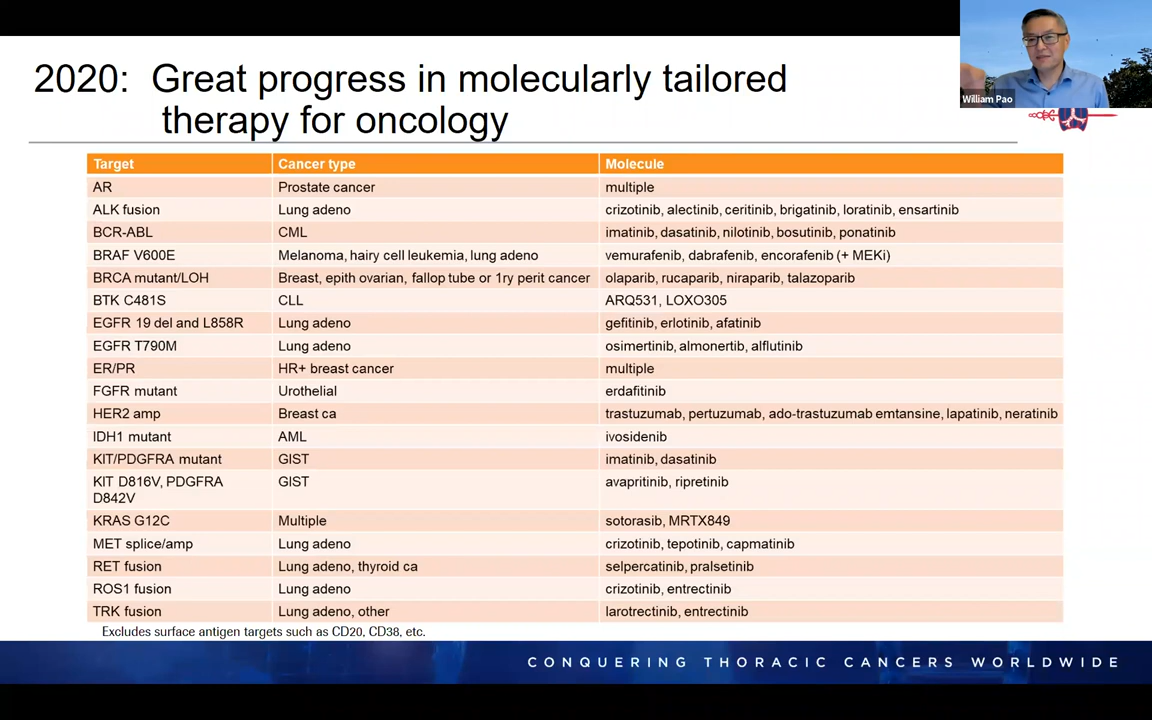 2020: Great progress in molecularly tailored
therapy for oncology
William Pao
Target Cancer type Molecule
AR Prostate cancer multiple
ALK fusion Lung adeno crizotinib, alectinib, ceritinib, brigatinib, loratinib, ensartinib
BCR-ABL CML imatinib, dasatinib, nilotinib, bosutinib, ponatinib
BRAF V600E Melanoma, hairy cell leukemia, lung adeno vemurafenib, dabrafenib, encorafenib (+ MEKi)
BRCA mutant/LOH Breast, epith ovarian, fallop tube or 1ry perit cancer olaparib, rucaparib, niraparib, talazoparib
BTK C481S CLL ARQ531, LOXO305
EGFR 19 del and L858R Lung adeno gefitinib, erlotinib, afatinib
EGFR T790M Lung adeno osimertinib, almonertib, alflutinib
ER/PR HR+ breast cancer multiple
FGFR mutant Urothelial erdafitinib
HER2 amp Breast ca trastuzumab, pertuzumab, ado-trastuzumab emtansine, lapatinib, neratinib
IDH1 mutant AML ivosidenib
KIT/PDGFRA mutant GIST imatinib, dasatinib
KIT D816V, PDGFRA GIST avapritinib, ripretinib
D842V
KRAS G12C Multiple sotorasib, MRTX849
MET splice/amp Lung adeno crizotinib, tepotinib, capmatinib
RET fusion Lung adeno, thyroid ca selpercatinib, pralsetinib
ROS1 fusion Lung adeno crizotinib, entrectinib
TRK fusion Lung adeno, other larotrectinib, entrectinib
Excludes surface antigen targets such as CD20, CD38, etc.
CONQUERING THORACIC CANCERS WORLDWIDE